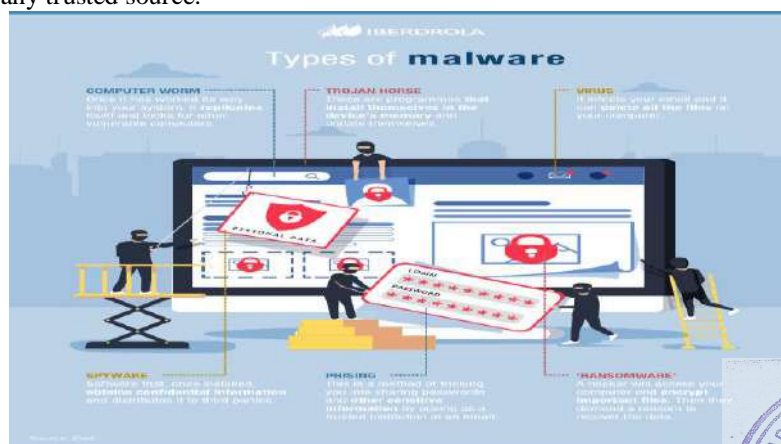 any trusted source.
IBERDROLA
Types of malware
COMPUTER WORM
Once it has worked its way
into your system, it replicates
itself and looks for other
vulnerable computers.
TROJAN HORSE
These are programmes that
install themselves in the
device's memory and
update themselves.
VIRUS
It infects your email and it
can delete all the files on
your computer.
PERSONAL DATA
LOGIN
PASSWORD
SPYWARE
Software that, once installed,
obtains confidential information
and distributes it to third parties.
PHISING
This is a method of tricking
you into sharing passwords
and other sensitive
information by posing as a
trusted institution in an email.
'RANSOMWARE'
A hacker will access your
computer and encrypt
important files. Then they
demand a ransom to
recover the data.